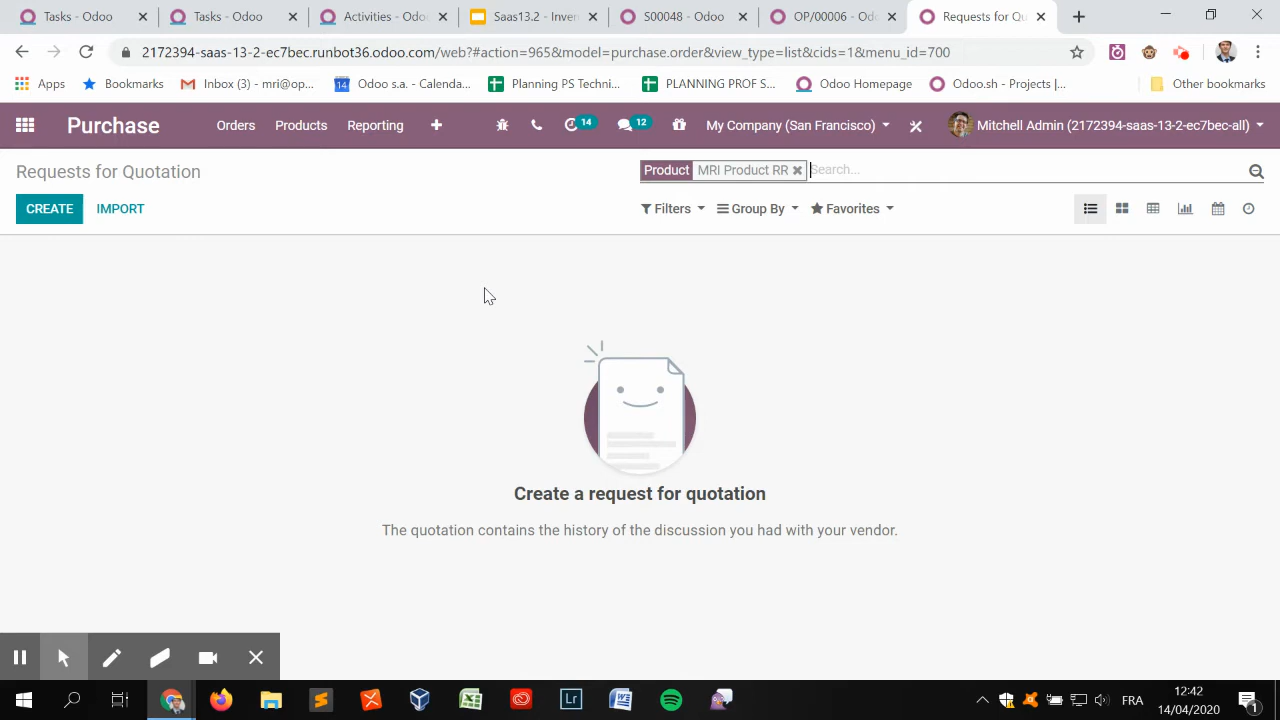 Tasks - Odoo
Tasks - Odoo
Activities - Odoo
Saas13.2 - Inven
S00048 - Odoo
OP/00006 - Odo
Requests for Qu
2172394-saas-13-2-ec7bec.runbot36.odoo.com/web?#action=965&model=purchase.order&view_type=list&cids=1&menu_id=700
Apps
Bookmarks
Inbox (3) - mri@op...
14
Odoo s.a. - Calenda...
Planning PS Techni...
PLANNING PROF S...
Odoo Homepage
Odoo.sh - Projects |...
Other bookmarks
Purchase
Orders
Products
Reporting
14
12
My Company (San Francisco)
Mitchell Admin (2172394-saas-13-2-ec7bec-all)
Requests for Quotation
Product MRI Product RR
Search...
CREATE
IMPORT
Filters
Group By
Favorites
Create a request for quotation
The quotation contains the history of the discussion you had with your vendor.
Lr
FRA
12:42
14/04/2020
1